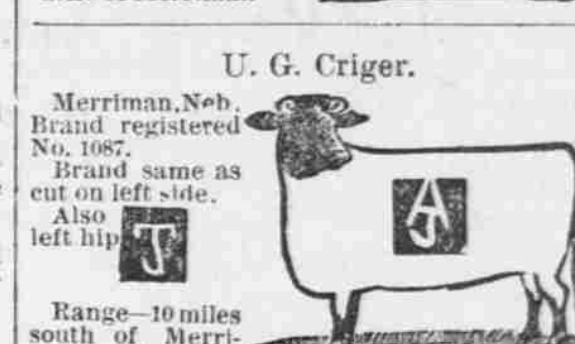 U. G. Criger.
Merriman, Neb.
Brand registered
No. 1087.
Brand same as
cut on left side.
Also
left hip
Range—10 miles
south of Merri-